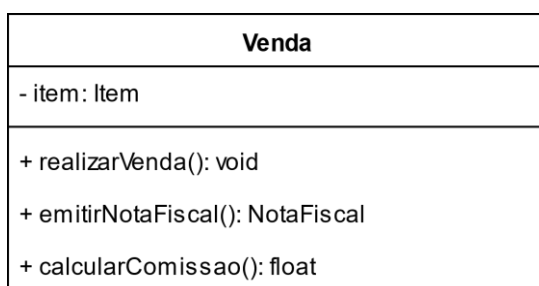 Venda
- item: Item
+ realizarVenda(): void
+ emitirNotaFiscal(): NotaFiscal
+ calcularComissao(): float